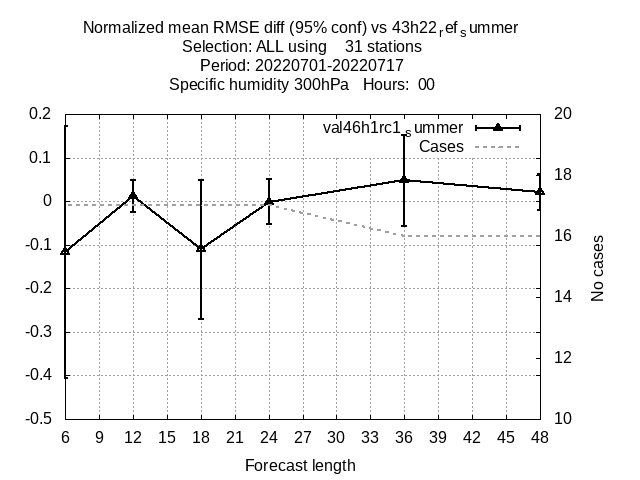 Normalized mean RMSE diff (95% conf) vs 43h22ref summer
Selection: ALL using 31 stations
Period: 20220701-20220717
Specific humidity 300hPa Hours: 00
0.2
0.1
0
-0.1
-0.2
-0.3
-0.4
-0.5
val46h1rc1summer
Cases
20
18
16
14
12
10
No cases
6 9 12 15 18 21 24 27 30 33 36 39 42 45 48
Forecast length